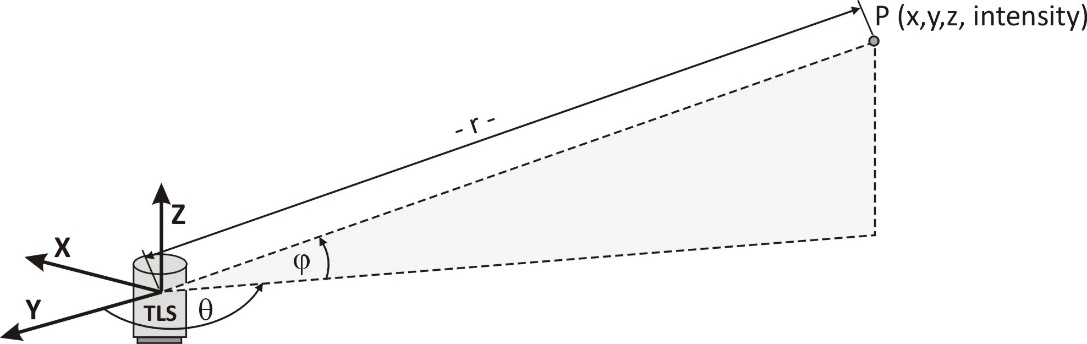 P (x,y,z, intensity)
- r -
Z
X
φ
Y
TLS
θ